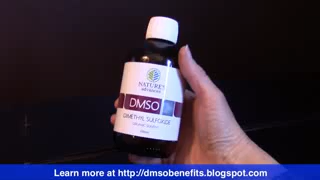 NATURE'S
DMSO
DIMETHYL SULFOXIDE
Learn more at http://dmsobenefits.blogspot.com